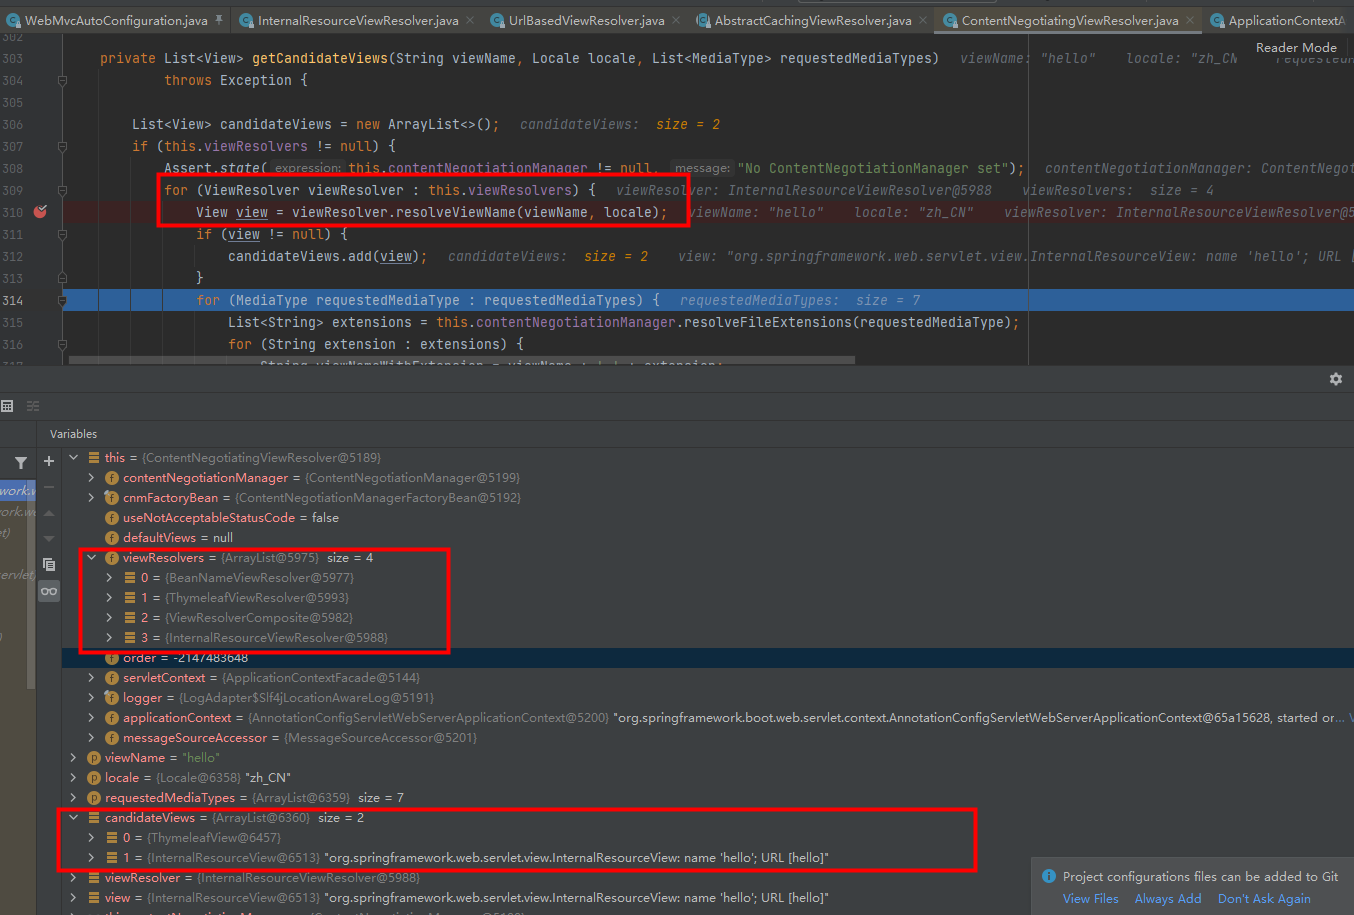 WebMvcAutoConfiguration.java InternalResourceViewResolver.java UrlBasedViewResolver.java AbstractCachingViewResolver.java ContentNegotiatingViewResolver.java ApplicationContextA
Reader Mode
302
303 private List<View> getCandidateViews(String viewName, Locale locale, List<MediaType> requestedMediaTypes) viewName: "hello" locale: "zh_CN
304 throws Exception {
305
306 List<View> candidateViews = new ArrayList<>(); candidateViews: size = 2
307 if (this.viewResolvers != null) {
308 Assert.state( expression: this.contentNegotiationManager != null, message: "No ContentNegotiationManager set"); contentNegotiationManager: ContentNegot
309 for (ViewResolver viewResolver : this.viewResolvers) { viewResolver: InternalResourceViewResolver@5988 viewResolvers: size = 4
310 View view = viewResolver.resolveViewName(viewName, locale); viewName: "hello" locale: "zh_CN" viewResolver: InternalResourceViewResolver@5
311 if (view != null) {
312 candidateViews.add(view); candidateViews: size = 2 view: "org.springframework.web.servlet.view.InternalResourceView: name 'hello'; URL [
313 }
314 for (MediaType requestedMediaType : requestedMediaTypes) { requestedMediaTypes: size = 7
315 List<String> extensions = this.contentNegotiationManager.resolveFileExtensions(requestedMediaType);
316 for (String extension : extensions) {
Variables
this = {ContentNegotiatingViewResolver@5189}
contentNegotiationManager = {ContentNegotiationManager@5199}
cnmFactoryBean = {ContentNegotiationManagerFactoryBean@5192}
useNotAcceptableStatusCode = false
defaultViews = null
viewResolvers = {ArrayList@5975} size = 4
0 = {BeanNameViewResolver@5977}
1 = {ThymeleafViewResolver@5993}
2 = {ViewResolverComposite@5982}
3 = {InternalResourceViewResolver@5988}
order = -2147483648
servletContext = {ApplicationContextFacade@5144}
logger = {LogAdapter$Slf4jLocationAwareLog@5191}
applicationContext = {AnnotationConfigServletWebServerApplicationContext@5200} "org.springframework.boot.web.servlet.context.AnnotationConfigServletWebServerApplicationContext@65a15628, started or...
messageSourceAccessor = {MessageSourceAccessor@5201}
viewName = "hello"
locale = {Locale@6358} "zh_CN"
requestedMediaTypes = {ArrayList@6359} size = 7
candidateViews = {ArrayList@6360} size = 2
0 = {ThymeleafView@6457}
1 = {InternalResourceView@6513} "org.springframework.web.servlet.view.InternalResourceView: name 'hello'; URL [hello]"
viewResolver = {InternalResourceViewResolver@5988}
view = {InternalResourceView@6513} "org.springframework.web.servlet.view.InternalResourceView: name 'hello'; URL [hello]"
Project configurations files can be added to Git
View Files Always Add Don't Ask Again